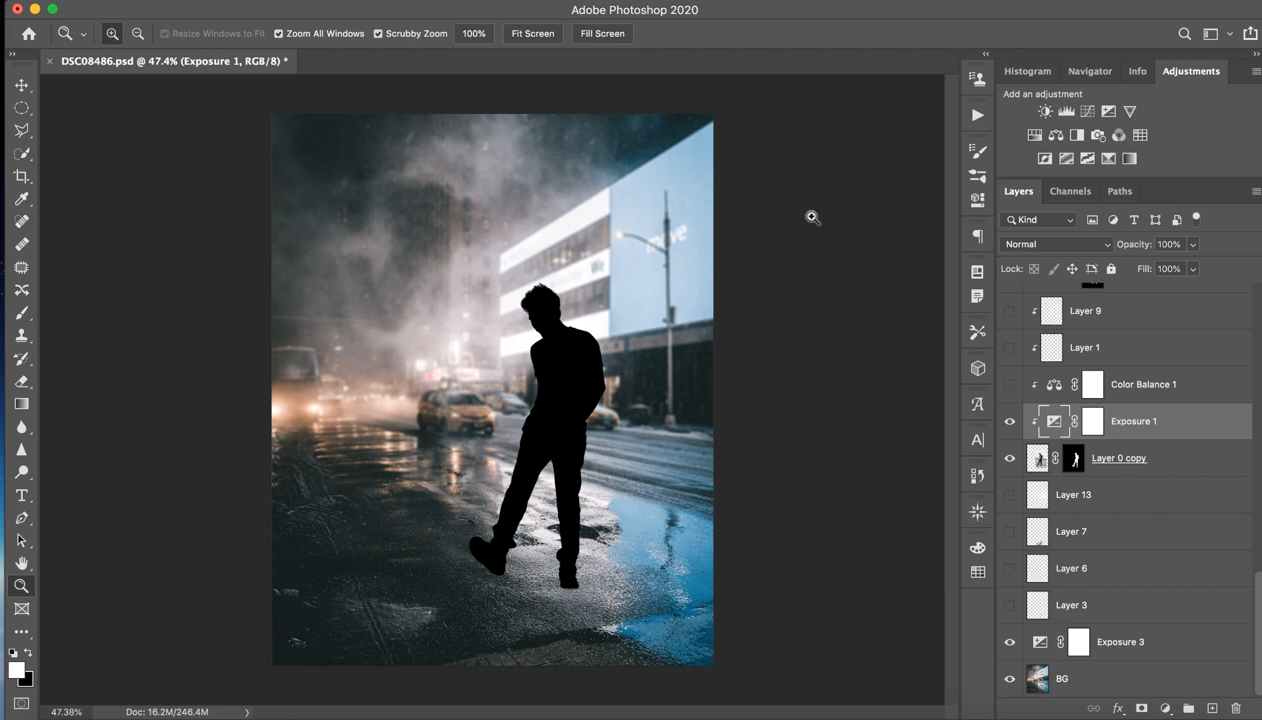 Adobe Photoshop 2020
Resize Windows to Fit
Zoom All Windows
Scrubby Zoom
100%
Fit Screen
Fill Screen
DSC08486.psd @ 47.4% (Exposure 1, RGB/8) *
Histogram
Navigator
Info
Adjustments
Add an adjustment
Layers
Channels
Paths
Kind
Normal
Opacity: 100%
Lock:
Fill: 100%
Layer 9
Layer 1
Color Balance 1
Exposure 1
Layer 0 copy
Layer 13
Layer 7
Layer 6
Layer 3
Exposure 3
BG
move
47.38%
Doc: 16.2M/246.4M